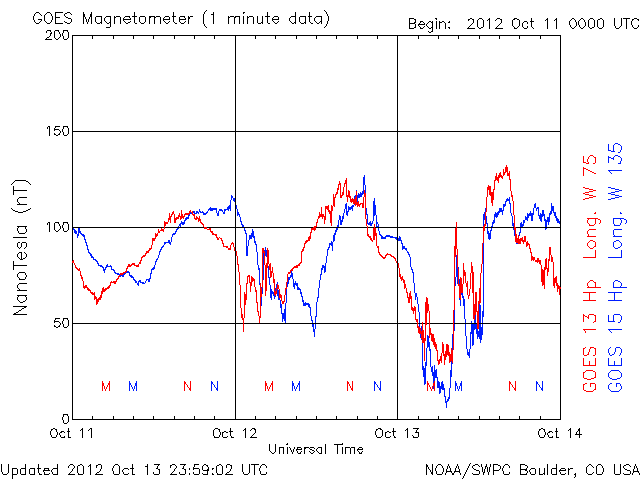 GOES Magnetometer (1 minute data)
Begin: 2012 Oct 11 0000 UTC
200
150
100
50
0
NanoTesla (nT)
M M N N M M N N M M N N
Oct 11 Oct 12 Oct 13 Oct 14
Universal Time
GOES 13 Hp Long. W 75
GOES 15 Hp Long. W 135
Updated 2012 Oct 13 23:59:02 UTC
NOAA/SWPC Boulder, CO USA